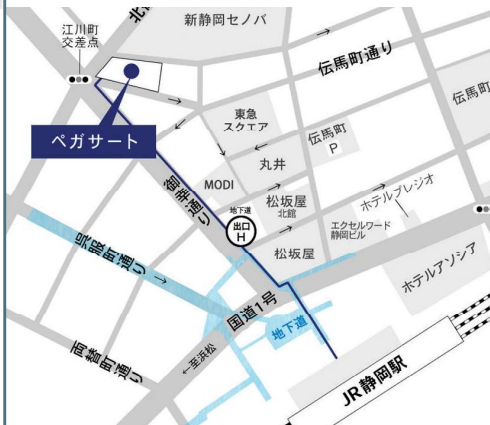 北街
新静岡セノバ
江川町
交差点
伝馬町通り
伝馬町
ペガサート
東急
スクエア
伝馬町
P
丸井
MODI
御幸通り
松坂屋
北館
ホテルプレジオ
地下道
出口
H
エクセルワード
静岡ビル
松坂屋
呉服町通り
ホテルアソシア
国道1号
地下道
←至浜松
両替町通り
JR静岡駅